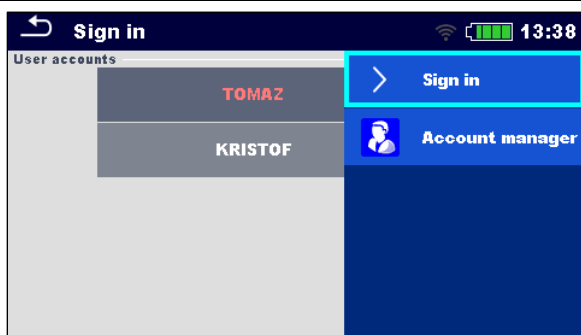 Sign in 13:38
User accounts
TOMAZ
KRISTOF
Sign in
Account manager